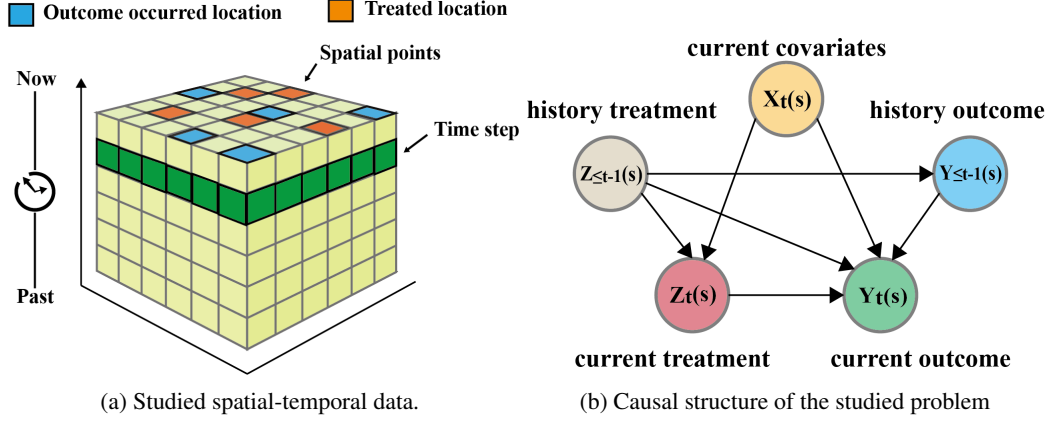 Outcome occurred location
Treated location
Spatial points
Now
Time step
Past
(a) Studied spatial-temporal data.
current covariates
Xt(s)
history treatment
history outcome
Z≤t-1(s)
Y≤t-1(s)
Zt(s)
Yt(s)
current treatment
current outcome
(b) Causal structure of the studied problem